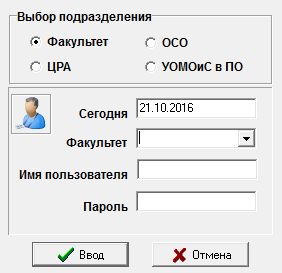 Выбор подразделения
Факультет ОСО
ЦРА УОМОиС в ПО
Сегодня 21.10.2016
Факультет
Имя пользователя
Пароль
Ввод Отмена